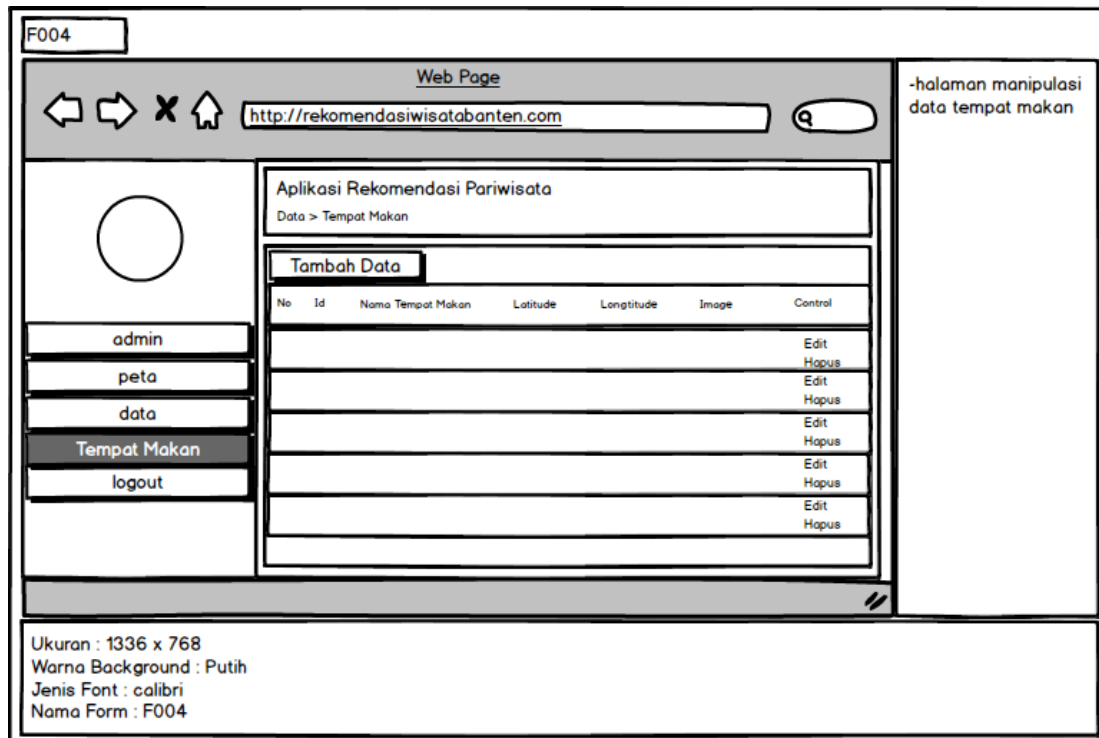 F004
Web Page
http://rekomendasiwisatabanten.com
-halaman manipulasi
data tempat makan
Aplikasi Rekomendasi Pariwisata
Data > Tempat Makan
Tambah Data
No Id Nama Tempat Makan Latitude Longtitude Image Control
Edit
Hapus
Edit
Hapus
Edit
Hapus
Edit
Hapus
Edit
Hapus
admin
peta
data
Tempat Makan
logout
Ukuran : 1336 x 768
Warna Background : Putih
Jenis Font : calibri
Nama Form : F004